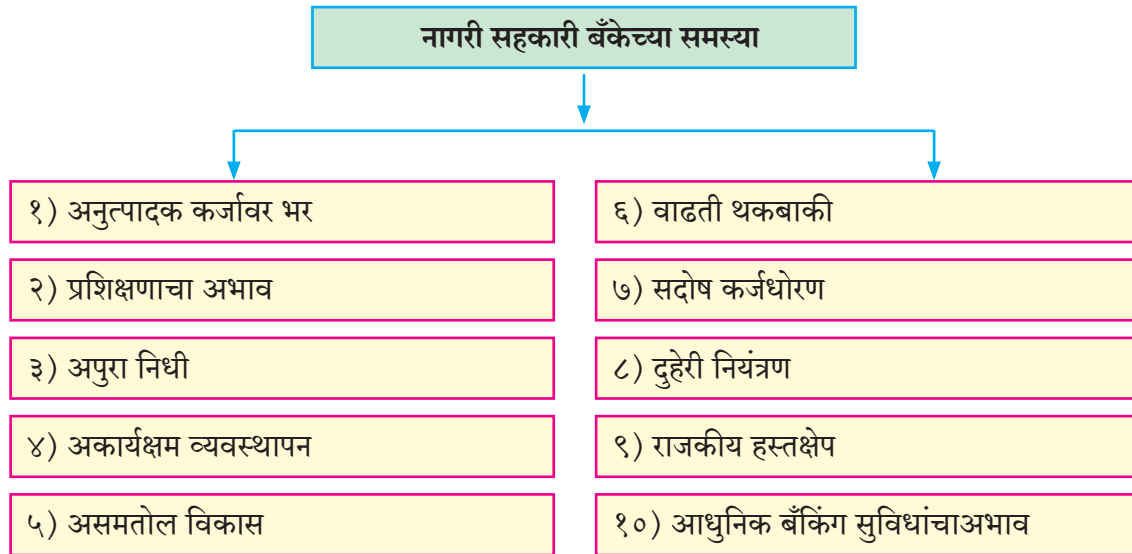 नागरी सहकारी बँकेच्या समस्या
१) अनुत्पादक कर्जावर भर
२) प्रशिक्षणाचा अभाव
३) अपुरा निधी
४) अकार्यक्षम व्यवस्थापन
५) असमतोल विकास
६) वाढती थकबाकी
७) सदोष कर्जधोरण
८) दुहेरी नियंत्रण
९) राजकीय हस्तक्षेप
१०) आधुनिक बँकिंग सुविधांचाअभाव